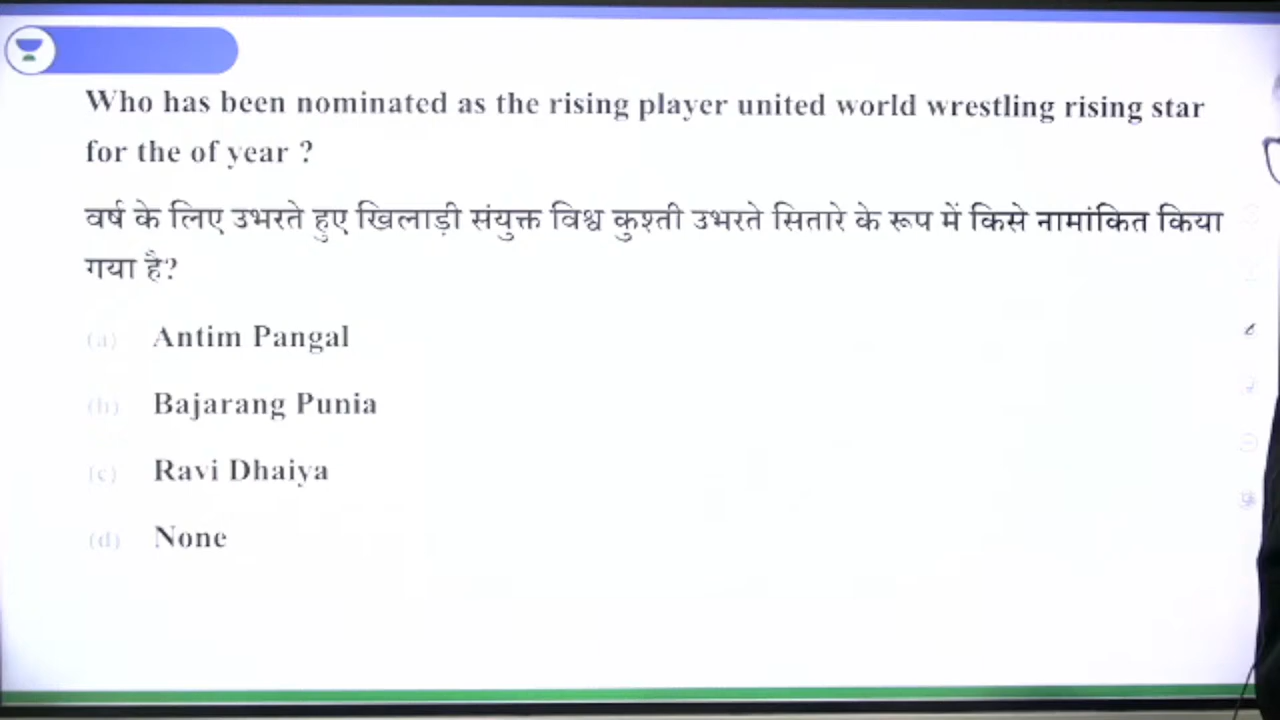 Who has been nominated as the rising player united world wrestling rising star
for the of year ?
वर्ष के लिए उभरते हुए खिलाड़ी संयुक्त विश्व कुश्ती उभरते सितारे के रूप में किसे नामांकित किया
गया है?
(a) Antim Pangal
(b) Bajarang Punia
(c) Ravi Dhaiya
(d) None